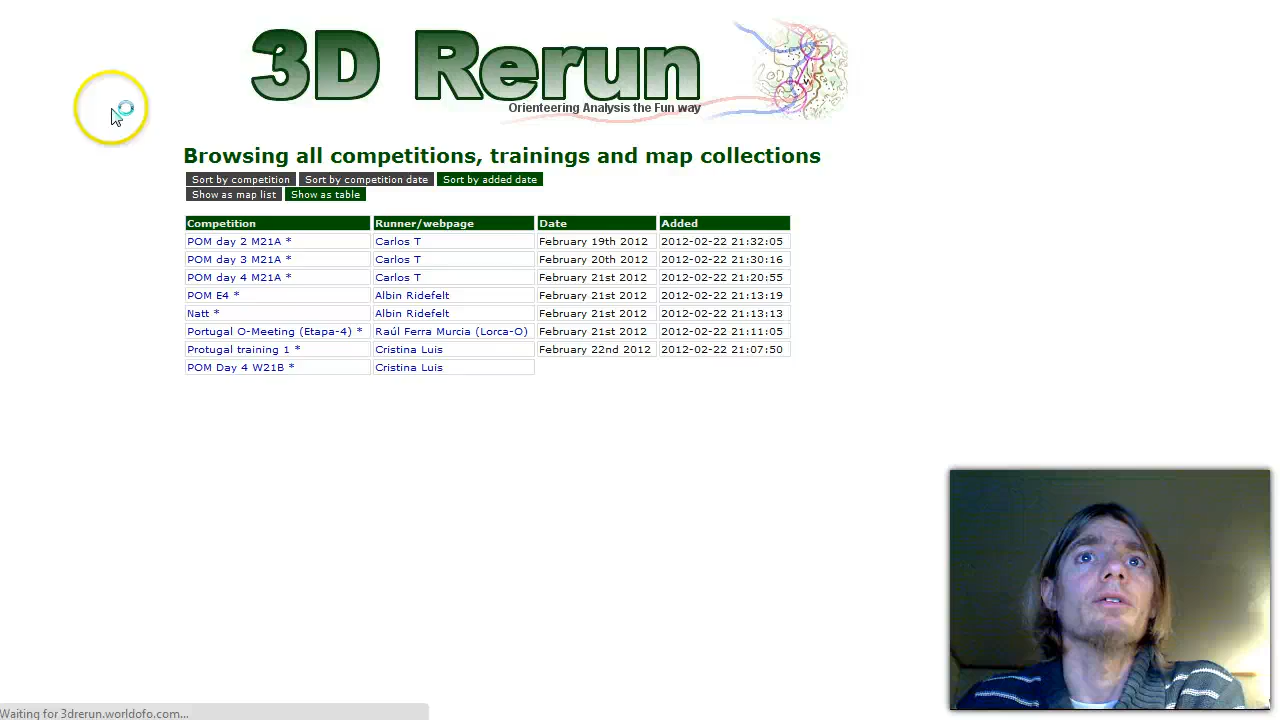 3D Rerun
Orienteering Analysis the Fun way
Browsing all competitions, trainings and map collections
Sort by competition Sort by competition date Sort by added date
Show as map list Show as table
Competition Runner/webpage Date Added
POM day 2 M21A * Carlos T February 19th 2012 2012-02-22 21:32:05
POM day 3 M21A * Carlos T February 20th 2012 2012-02-22 21:30:16
POM day 4 M21A * Carlos T February 21st 2012 2012-02-22 21:20:55
POM E4 * Albin Ridefelt February 21st 2012 2012-02-22 21:13:19
Natt * Albin Ridefelt February 21st 2012 2012-02-22 21:13:13
Portugal O-Meeting (Etapa-4) * Raúl Ferra Murcia (Lorca-O) February 21st 2012 2012-02-22 21:11:05
Protugal training 1 * Cristina Luis February 22nd 2012 2012-02-22 21:07:50
POM Day 4 W21B * Cristina Luis
Waiting for 3drerun.worldofo.com...